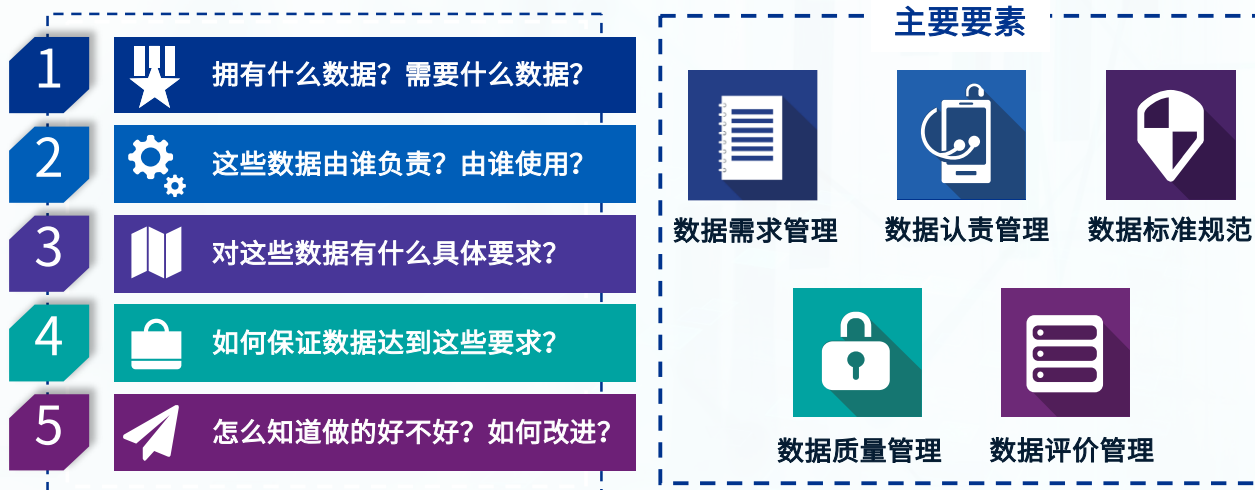 1
拥有什么数据？需要什么数据？
2
这些数据由谁负责？由谁使用？
3
对这些数据有什么具体要求？
4
如何保证数据达到这些要求？
5
怎么知道做的好不好？如何改进？
主要要素
数据需求管理
数据认责管理
数据标准规范
数据质量管理
数据评价管理